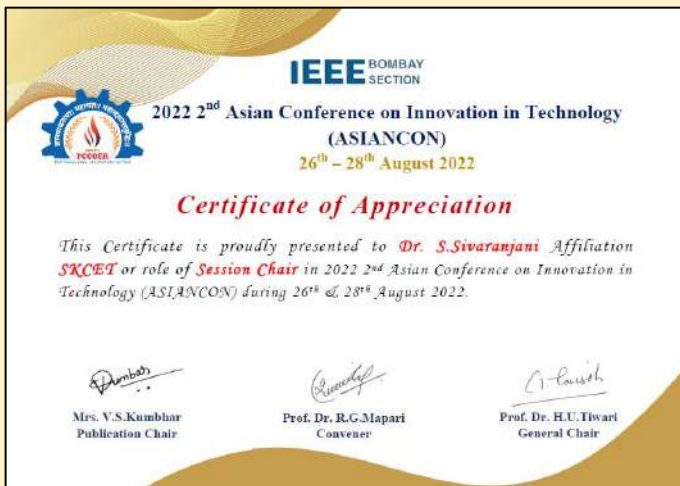 IEEE BOMBAY SECTION
2022 2nd Asian Conference on Innovation in Technology
(ASIANCON)
26th – 28th August 2022
PCCOER
Certificate of Appreciation
This Certificate is proudly presented to Dr. S.Sivaranjani Affiliation
SKCET or role of Session Chair in 2022 2nd Asian Conference on Innovation in
Technology (ASIANCON) during 26th & 28th August 2022.
Mrs. V.S.Kumbhar
Publication Chair
Prof. Dr. R.G.Mapari
Convener
Prof. Dr. H.U.Tiwari
General Chair